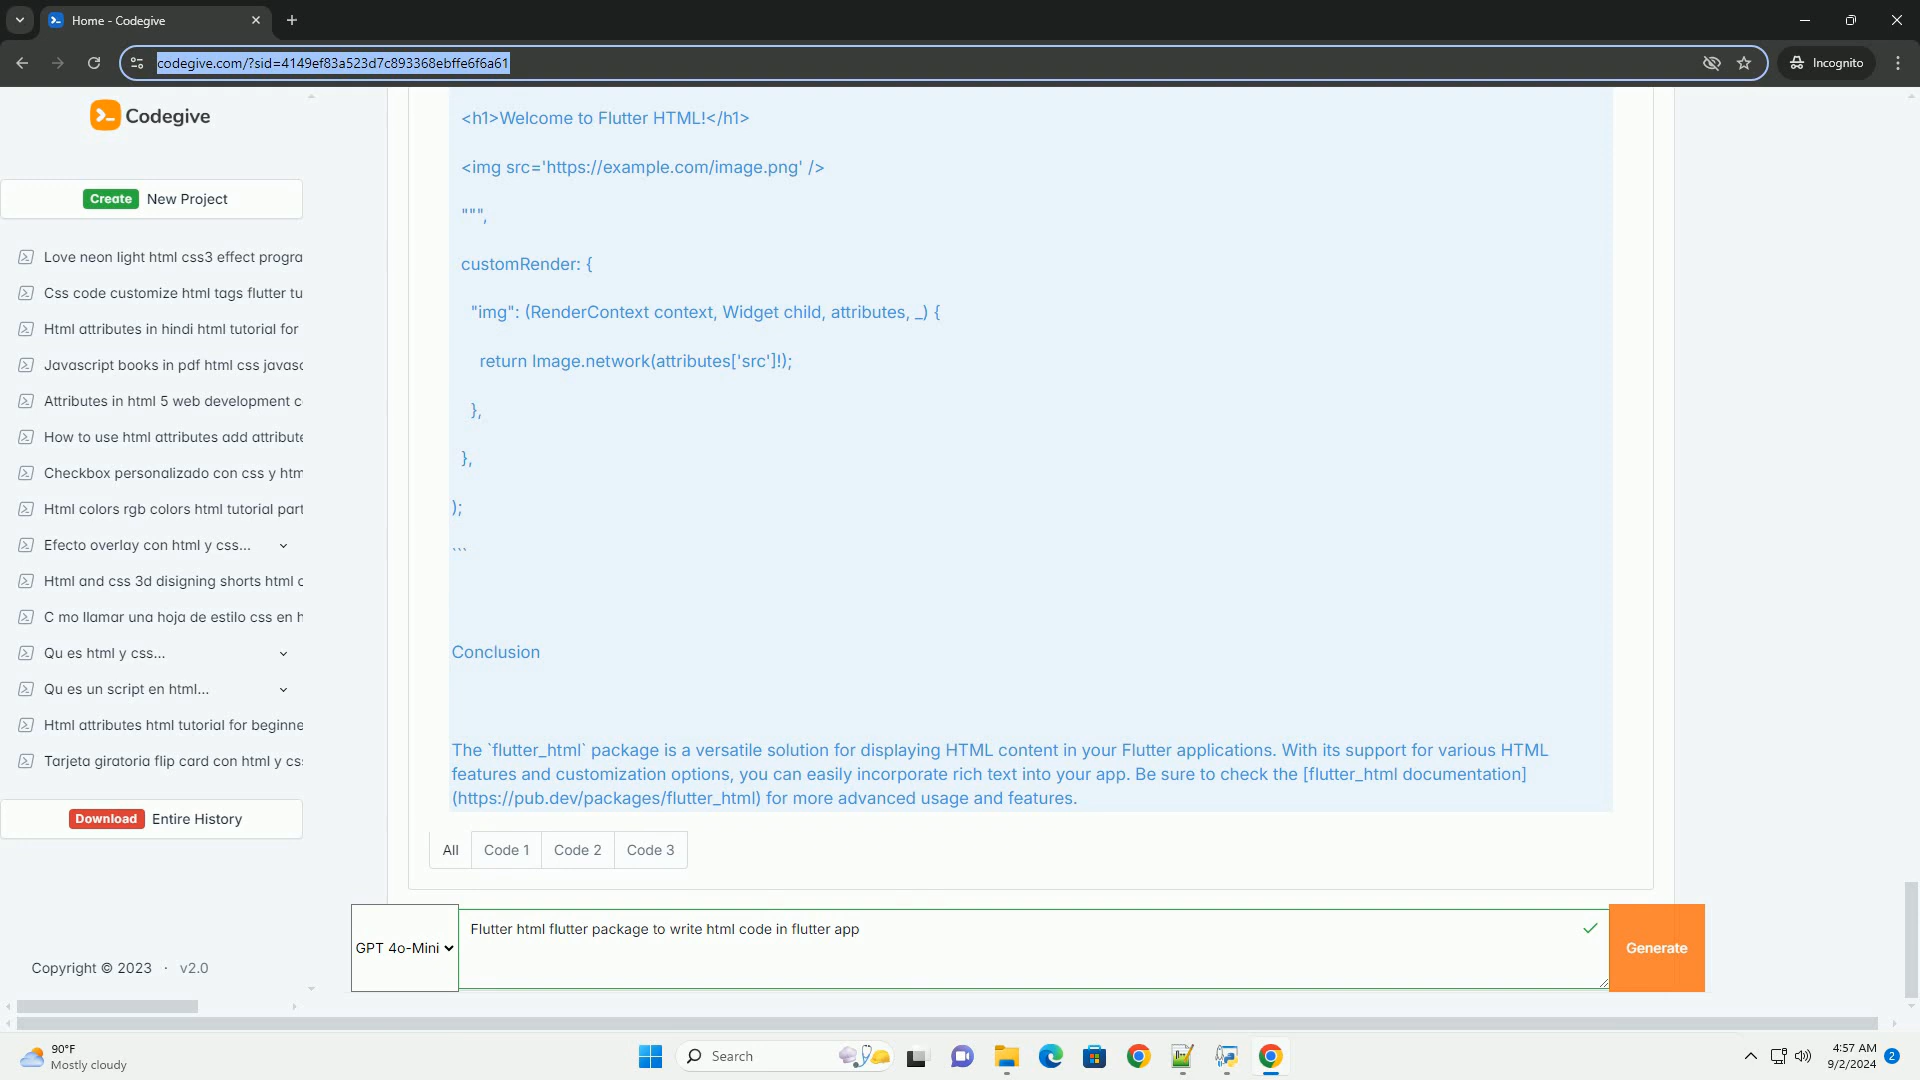 Home - Codegive
codegive.com/?sid=4149ef83a523d7c893368ebffe6f6a61
Incognito
Codegive
Create New Project
Love neon light html css3 effect progra
Css code customize html tags flutter tu
Html attributes in hindi html tutorial for
Javascript books in pdf html css javasc
Attributes in html 5 web development c
How to use html attributes add attribute
Checkbox personalizado con css y htm
Html colors rgb colors html tutorial part
Efecto overlay con html y css...
Html and css 3d disigning shorts html c
C mo llamar una hoja de estilo css en h
Qu es html y css...
Qu es un script en html...
Html attributes html tutorial for beginne
Tarjeta giratoria flip card con html y cs
Download Entire History
Copyright © 2023 · v2.0
<h1>Welcome to Flutter HTML!</h1>
<img src='https://example.com/image.png' />
""",
customRender: {
"img": (RenderContext context, Widget child, attributes, _) {
return Image.network(attributes['src']!);
},
},
);
```
Conclusion
The `flutter_html` package is a versatile solution for displaying HTML content in your Flutter applications. With its support for various HTML
features and customization options, you can easily incorporate rich text into your app. Be sure to check the [flutter_html documentation]
(https://pub.dev/packages/flutter_html) for more advanced usage and features.
All Code 1 Code 2 Code 3
GPT 4o-Mini
Flutter html flutter package to write html code in flutter app
Generate
90°F
Mostly cloudy
Search
4:57 AM
9/2/2024
2